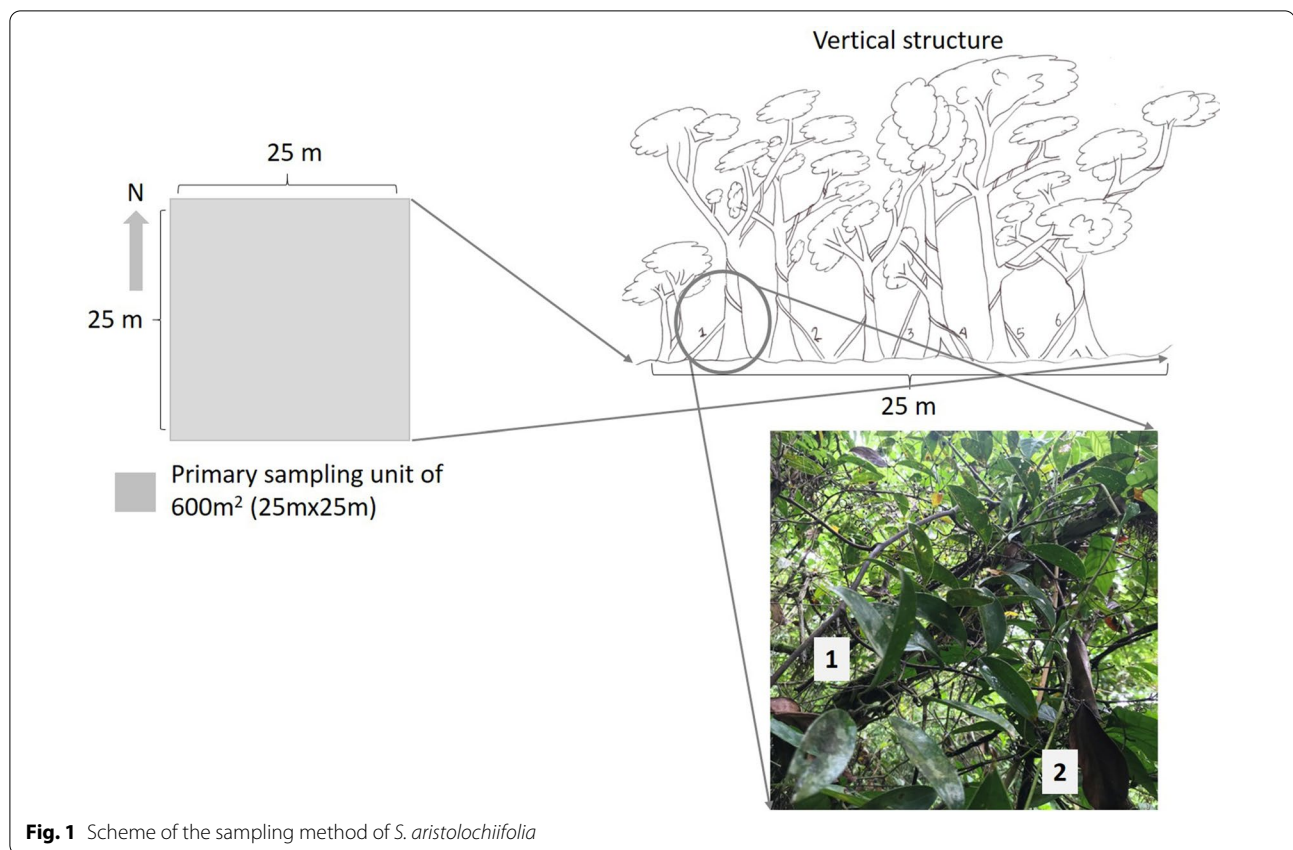 Vertical structure
25 m
N
25 m
1
2
3
4
5
6
25 m
Primary sampling unit of
600m² (25mx25m)
1
2
Fig. 1 Scheme of the sampling method of S. aristolochiifolia